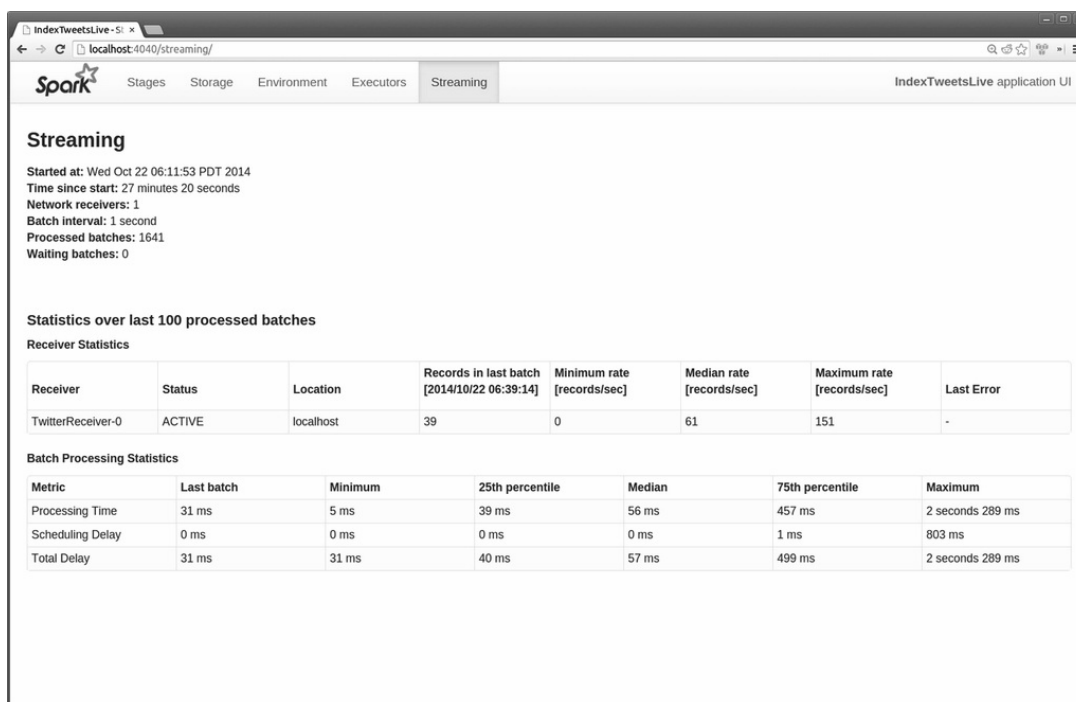 IndexTweetsLive - S
localhost:4040/streaming/
Spark Stages Storage Environment Executors Streaming IndexTweetsLive application UI
Streaming
Started at: Wed Oct 22 06:11:53 PDT 2014
Time since start: 27 minutes 20 seconds
Network receivers: 1
Batch interval: 1 second
Processed batches: 1641
Waiting batches: 0
Statistics over last 100 processed batches
Receiver Statistics
Receiver Status Location Records in last batch [2014/10/22 06:39:14] Minimum rate [records/sec] Median rate [records/sec] Maximum rate [records/sec] Last Error
TwitterReceiver-0 ACTIVE localhost 39 0 61 151 -
Batch Processing Statistics
Metric Last batch Minimum 25th percentile Median 75th percentile Maximum
Processing Time 31 ms 5 ms 39 ms 56 ms 457 ms 2 seconds 289 ms
Scheduling Delay 0 ms 0 ms 0 ms 0 ms 1 ms 803 ms
Total Delay 31 ms 31 ms 40 ms 57 ms 499 ms 2 seconds 289 ms